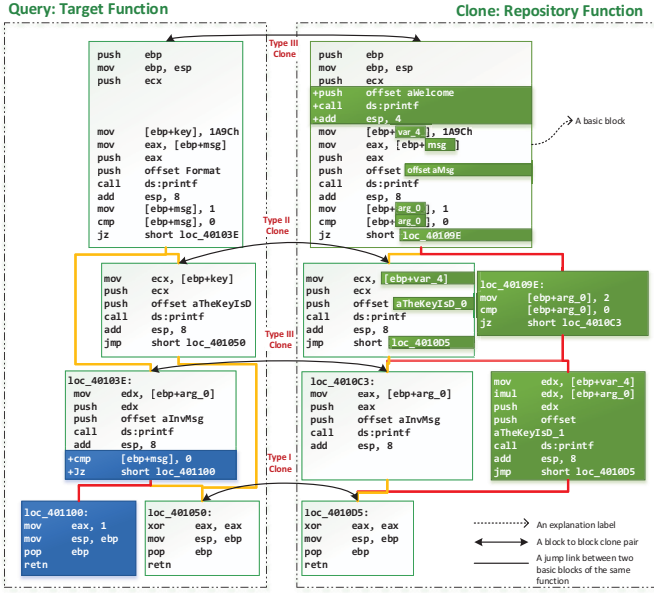 Query: Target Function
Clone: Repository Function
Type III
Clone
push ebp
mov ebp, esp
push ecx
mov [ebp+key], 1A9Ch
mov eax, [ebp+msg]
push eax
push offset Format
call ds:printf
add esp, 8
mov [ebp+msg], 1
cmp [ebp+msg], 0
jz short loc_40103E
push ebp
mov ebp, esp
push ecx
+push offset aWelcome
+call ds:printf
+add esp, 4
mov [ebp+var_4], 1A9Ch
mov eax, [ebp+msg]
push eax
push offset offset aMsg
call ds:printf
add esp, 8
mov [ebp+arg_0], 1
cmp [ebp+arg_0], 0
jz short loc_40109E
A basic block
Type II
Clone
mov ecx, [ebp+key]
push ecx
push offset aTheKeyIsD
call ds:printf
add esp, 8
jmp short loc_401050
mov ecx, [ebp+var_4]
push ecx
push offset aTheKeyIsD_0
call ds:printf
add esp, 8
jmp short loc_4010D5
loc_40109E:
mov [ebp+arg_0], 2
cmp [ebp+arg_0], 0
jz short loc_4010C3
Type III
Clone
loc_40103E:
mov edx, [ebp+arg_0]
push edx
push offset aInvMsg
call ds:printf
add esp, 8
+cmp [ebp+msg], 0
+Jz short loc_401100
loc_4010C3:
mov eax, [ebp+arg_0]
push eax
push offset aInvMsg
call ds:printf
add esp, 8
mov edx, [ebp+var_4]
imul edx, [ebp+arg_0]
push edx
push offset
aTheKeyIsD_1
call ds:printf
add esp, 8
jmp short loc_4010D5
Type I
Clone
loc_401100:
mov eax, 1
mov esp, ebp
pop ebp
retn
loc_401050:
xor eax, eax
mov esp, ebp
pop ebp
retn
loc_4010D5:
xor eax, eax
mov esp, ebp
pop ebp
retn
An explanation label
A block to block clone pair
A jump link between two
basic blocks of the same
function